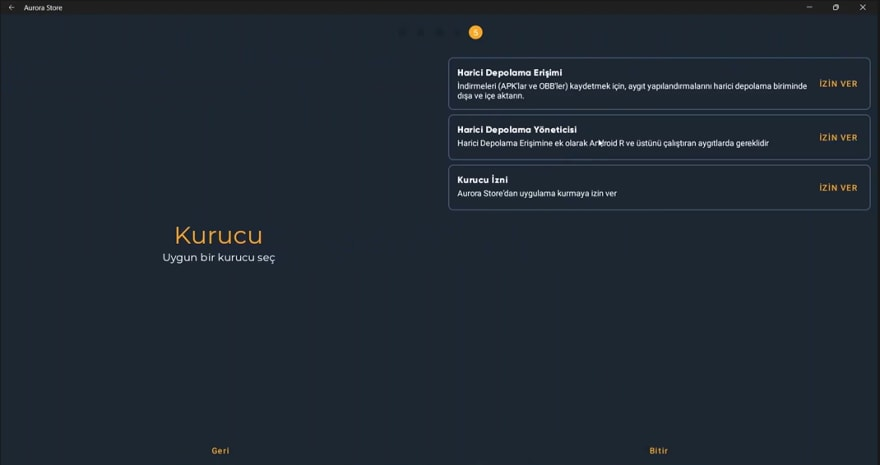 Aurora Store
5
Harici Depolama Erişimi
İndirmeleri (APK'lar ve OBB'ler) kaydetmek için, aygıt yapılandırmalarını harici depolama biriminde
dışa ve içe aktarın.
İZİN VER
Harici Depolama Yöneticisi
Harici Depolama Erişimine ek olarak Android R ve üstünü çalıştıran aygıtlarda gereklidir
İZİN VER
Kurucu İzni
Aurora Store'dan uygulama kurmaya izin ver
İZİN VER
Kurucu
Uygun bir kurucu seç
Geri
Bitir